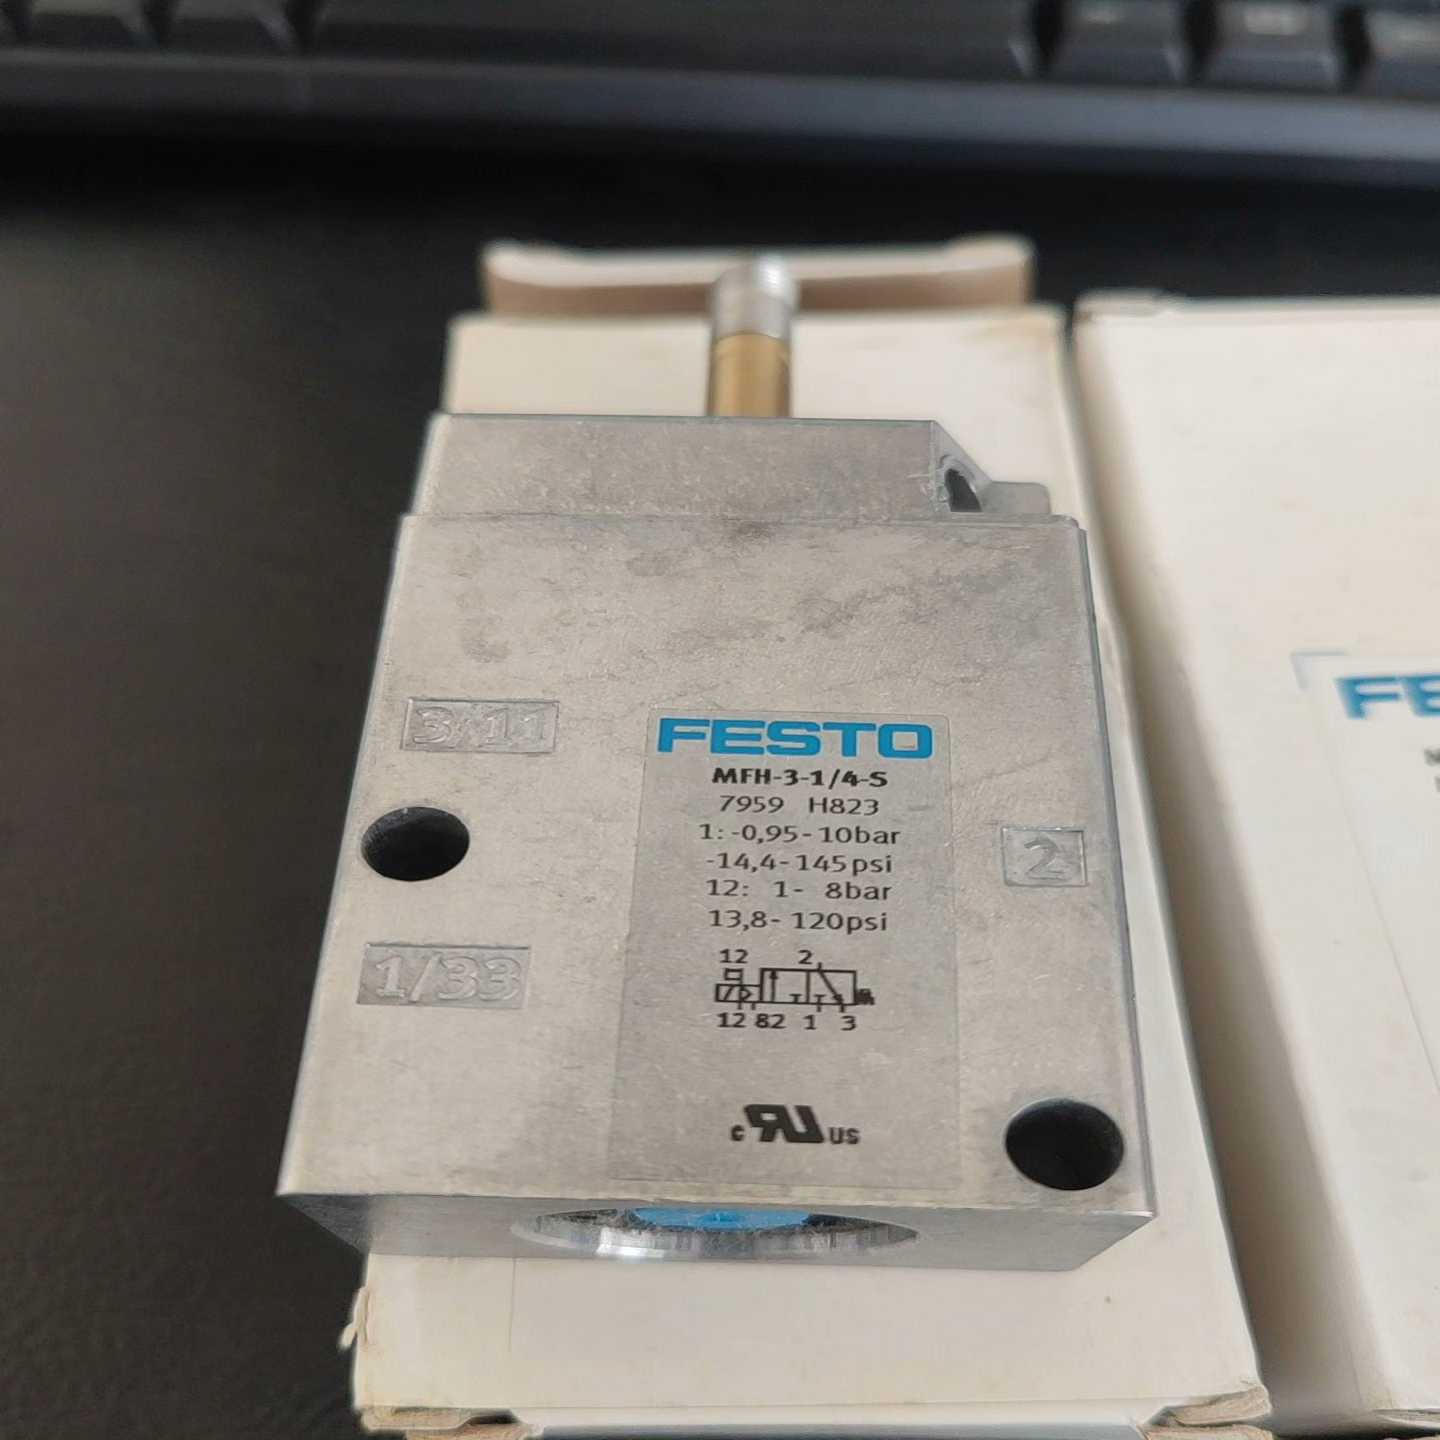 3/11
FESTO
MFH-3-1/4-S
7959 H823
1: -0,95-10bar
-14,4-145psi
12: 1- 8bar
13,8-120psi
2
1/33
12 2
12 82 1 3
c RU US
FE